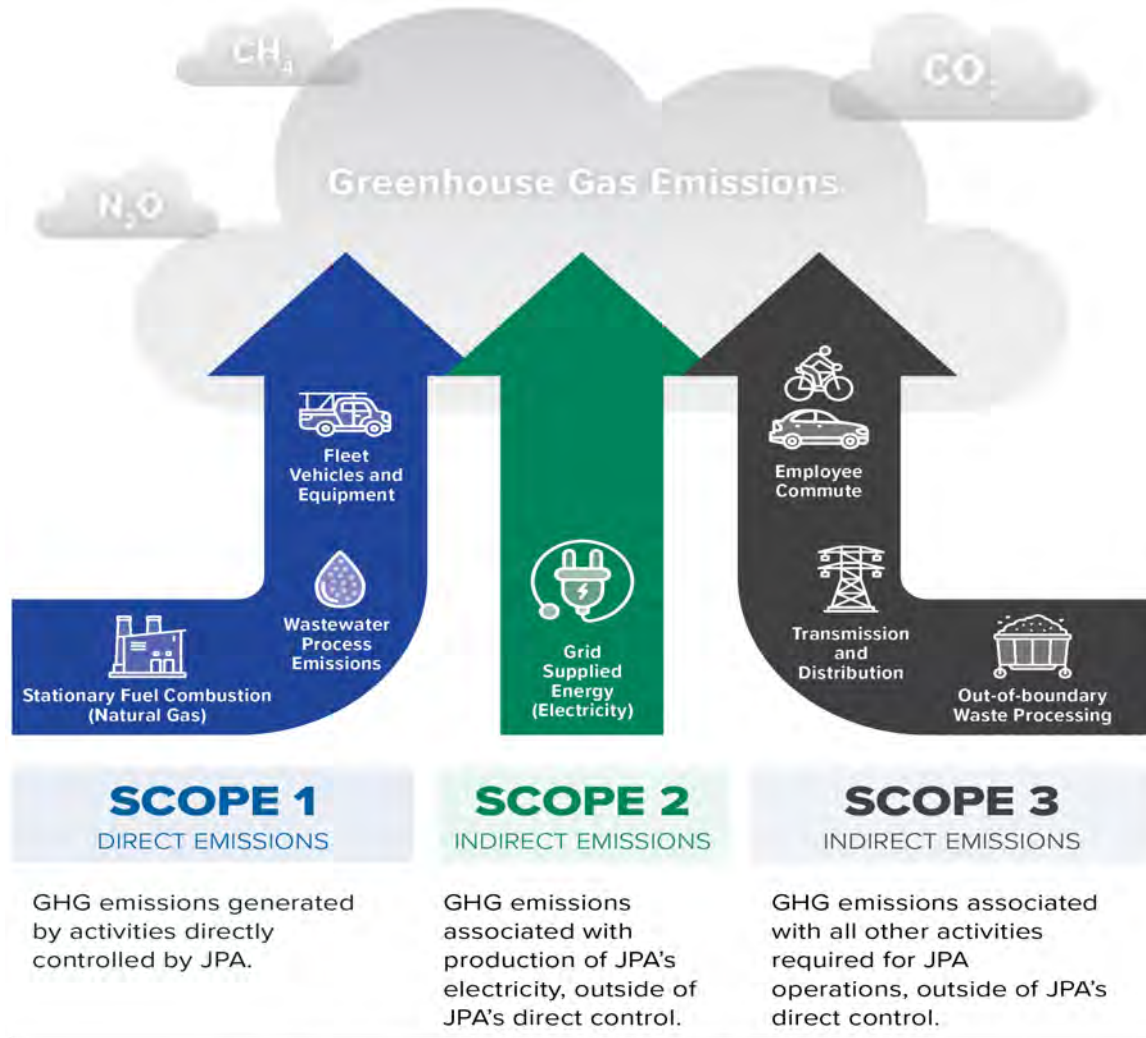 CH₄
CO₂
Greenhouse Gas Emissions
N₂O
Fleet
Vehicles and
Equipment
Wastewater
Process
Emissions
Stationary Fuel Combustion
(Natural Gas)
Grid
Supplied
Energy
(Electricity)
Employee
Commute
Transmission
and
Distribution
Out-of-boundary
Waste Processing
SCOPE 1
DIRECT EMISSIONS
GHG emissions generated
by activities directly
controlled by JPA.
SCOPE 2
INDIRECT EMISSIONS
GHG emissions
associated with
production of JPA's
electricity, outside of
JPA's direct control.
SCOPE 3
INDIRECT EMISSIONS
GHG emissions associated
with all other activities
required for JPA
operations, outside of JPA's
direct control.